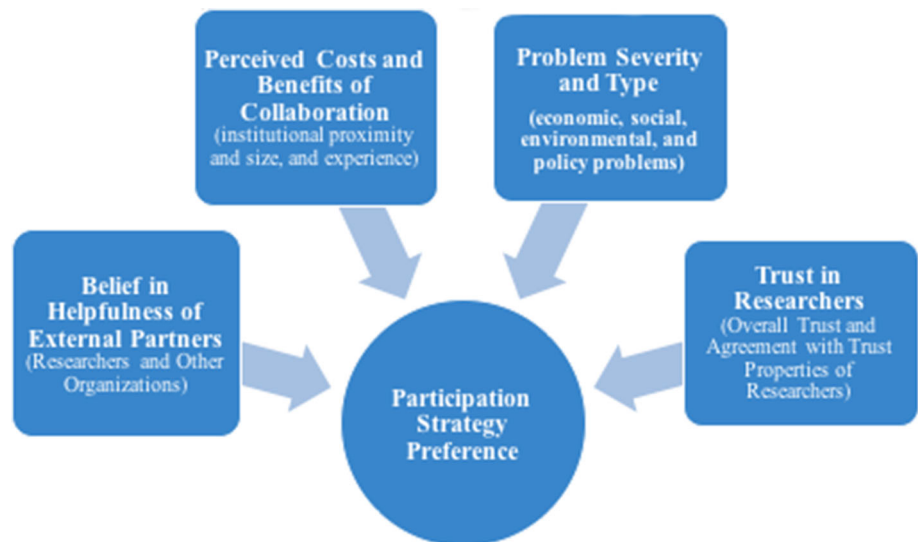 Perceived Costs and
Benefits of
Collaboration
(institutional proximity
and size, and experience)
Problem Severity
and Type
(economic, social,
environmental, and
policy problems)
Belief in
Helpfulness of
External Partners
(Researchers and Other
Organizations)
Trust in
Researchers
(Overall Trust and
Agreement with Trust
Properties of
Researchers)
Participation
Strategy
Preference